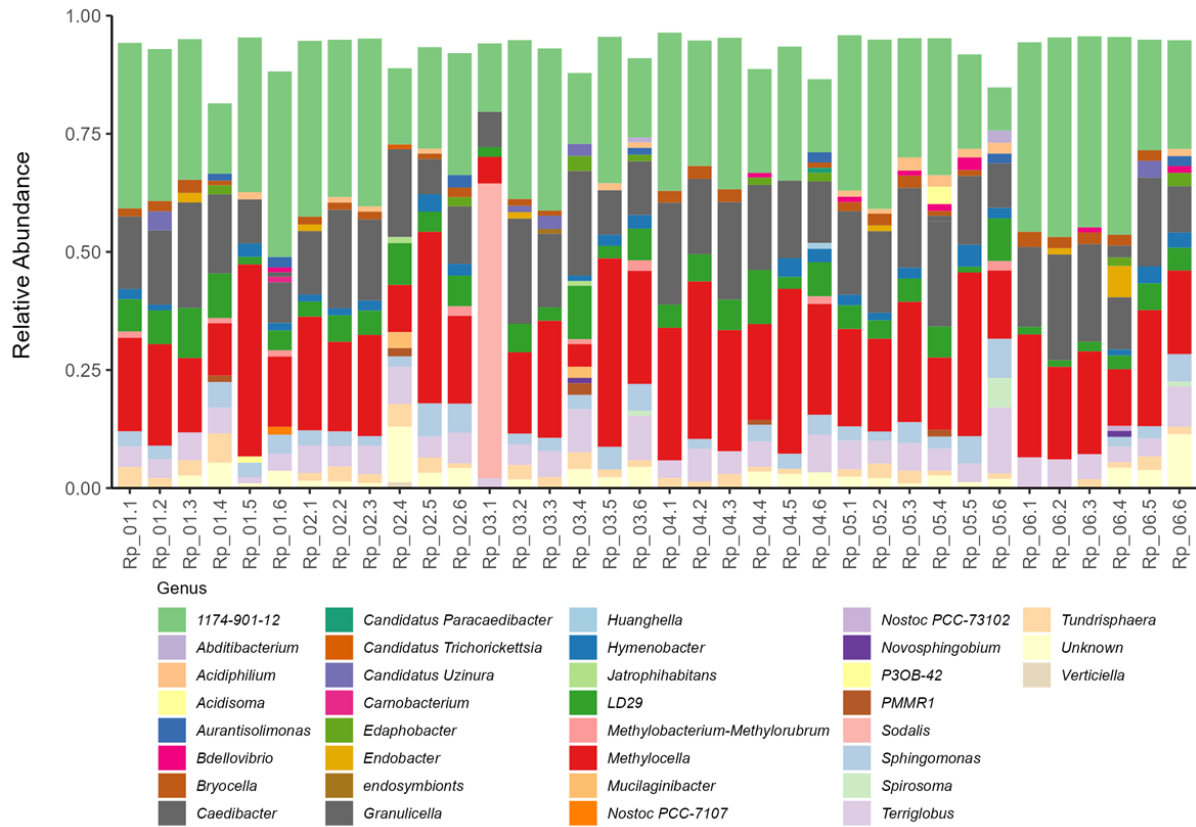 1.00
0.75
0.50
0.25
0.00
Relative Abundance
Rp_01.1
Rp_01.2
Rp_01.3
Rp_01.4
Rp_01.5
Rp_01.6
Rp_02.1
Rp_02.2
Rp_02.3
Rp_02.4
Rp_02.5
Rp_02.6
Rp_03.1
Rp_03.2
Rp_03.3
Rp_03.4
Rp_03.5
Rp_03.6
Rp_04.1
Rp_04.2
Rp_04.3
Rp_04.4
Rp_04.5
Rp_04.6
Rp_05.1
Rp_05.2
Rp_05.3
Rp_05.4
Rp_05.5
Rp_05.6
Rp_06.1
Rp_06.2
Rp_06.3
Rp_06.4
Rp_06.5
Rp_06.6
Genus
1174-901-12
Abditibacterium
Acidiphilium
Acidisoma
Aurantisolimonas
Bdellovibrio
Bryocella
Caedibacter
Candidatus Paracaedibacter
Candidatus Trichorickettsia
Candidatus Uzinura
Carnobacterium
Edaphobacter
Endobacter
endosymbionts
Granulicella
Huanghella
Hymenobacter
Jatrophihabitans
LD29
Methylobacterium-Methylorubrum
Methylocella
Mucilaginibacter
Nostoc PCC-7107
Nostoc PCC-73102
Novosphingobium
P3OB-42
PMMR1
Sodalis
Sphingomonas
Spirosoma
Terriglobus
Tundrisphaera
Unknown
Verticiella